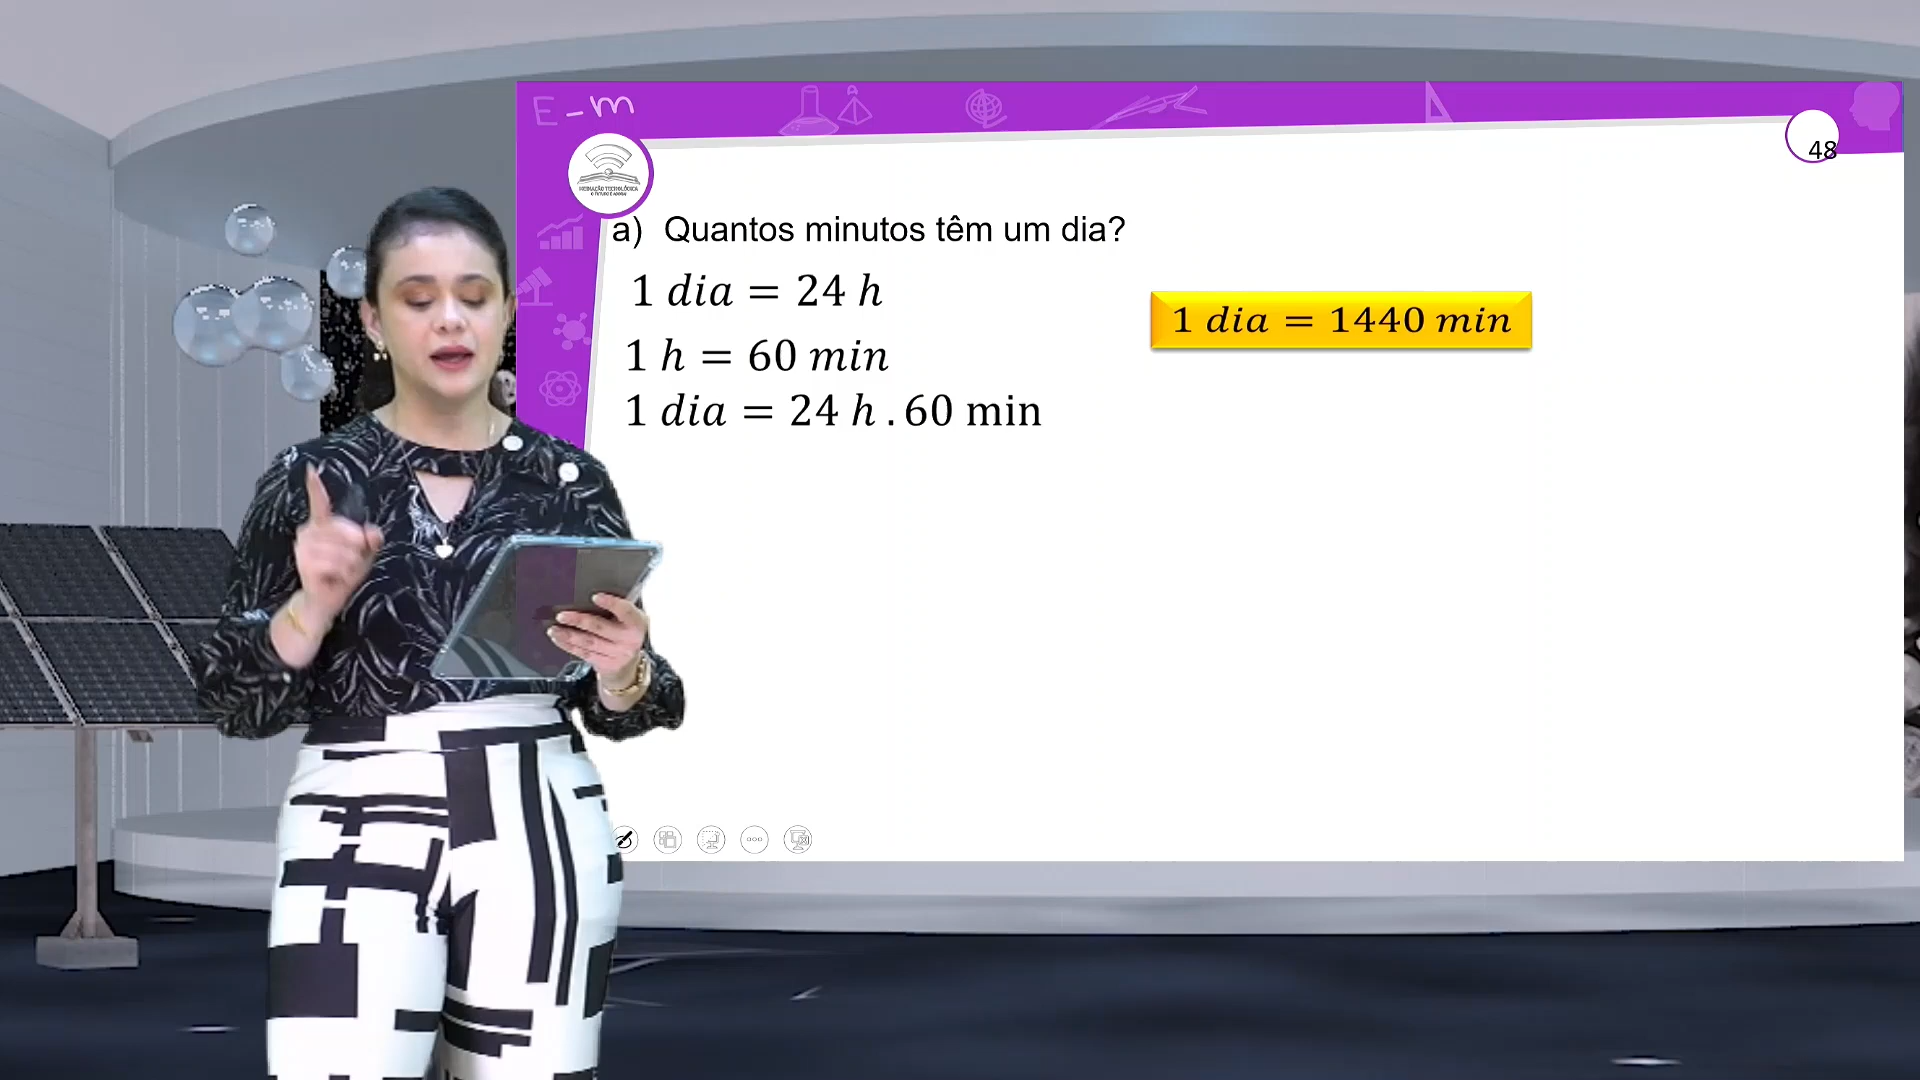 E-m
48
a) Quantos minutos têm um dia?
1 dia = 24 h
1 dia = 1440 min
1 h = 60 min
1 dia = 24 h . 60 min